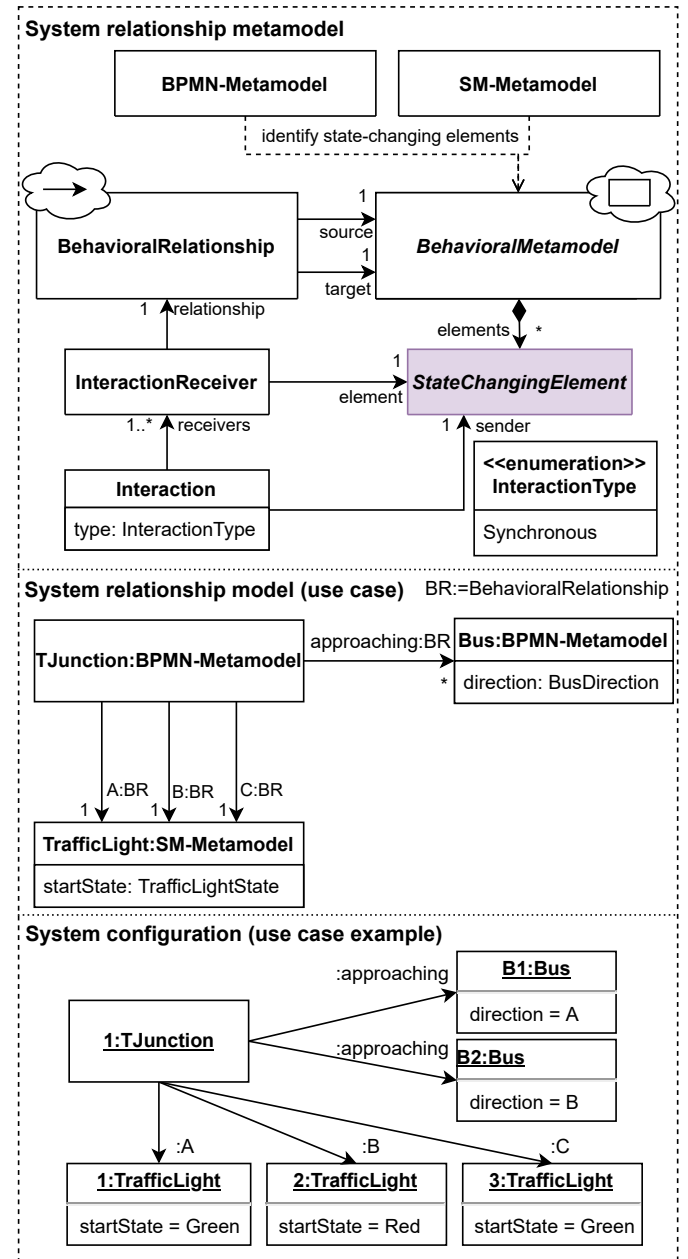 System relationship metamodel
BPMN-Metamodel
SM-Metamodel
identify state-changing elements
BehavioralRelationship
1
source
1
target
BehavioralMetamodel
1
relationship
elements
*
InteractionReceiver
1
element
StateChangingElement
1..*
receivers
1
sender
Interaction
type: InteractionType
<<enumeration>>
InteractionType
Synchronous
System relationship model (use case)
BR:=BehavioralRelationship
TJunction:BPMN-Metamodel
approaching:BR
*
Bus:BPMN-Metamodel
direction: BusDirection
A:BR
B:BR
C:BR
1
1
1
TrafficLight:SM-Metamodel
startState: TrafficLightState
System configuration (use case example)
:approaching
B1:Bus
direction = A
1:TJunction
:approaching
B2:Bus
direction = B
:A
:B
:C
1:TrafficLight
startState = Green
2:TrafficLight
startState = Red
3:TrafficLight
startState = Green